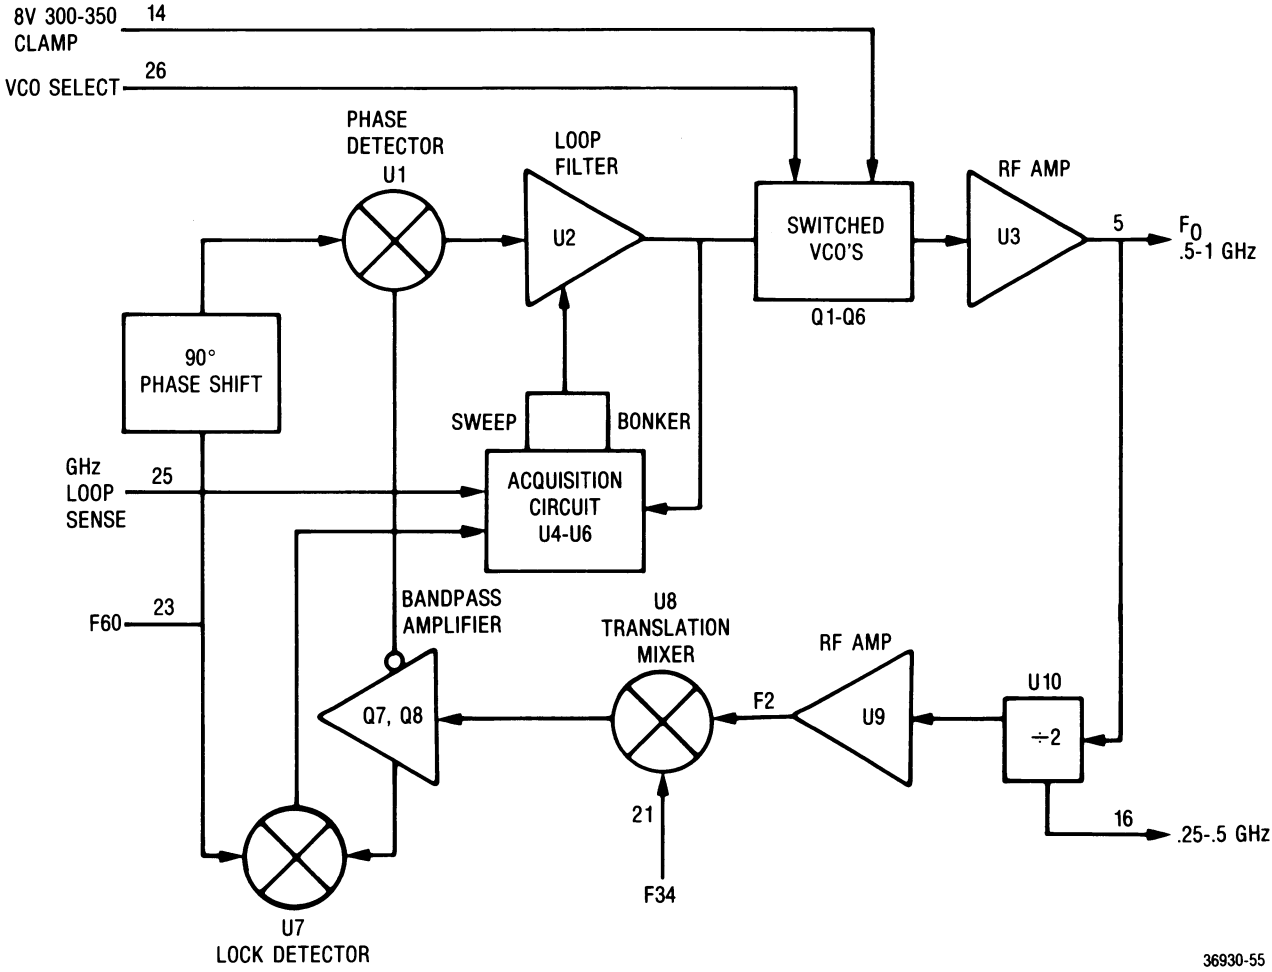 8V 300-350
CLAMP
14
VCO SELECT
26
PHASE
DETECTOR
U1
LOOP
FILTER
U2
SWITCHED
VCO'S
Q1-Q6
RF AMP
U3
5
FO
.5-1 GHz
90°
PHASE SHIFT
SWEEP
BONKER
GHz
LOOP
SENSE
25
ACQUISITION
CIRCUIT
U4-U6
F60
23
BANDPASS
AMPLIFIER
Q7, Q8
U8
TRANSLATION
MIXER
RF AMP
F2
U9
U10
÷2
21
F34
16
.25-.5 GHz
U7
LOCK DETECTOR
36930-55